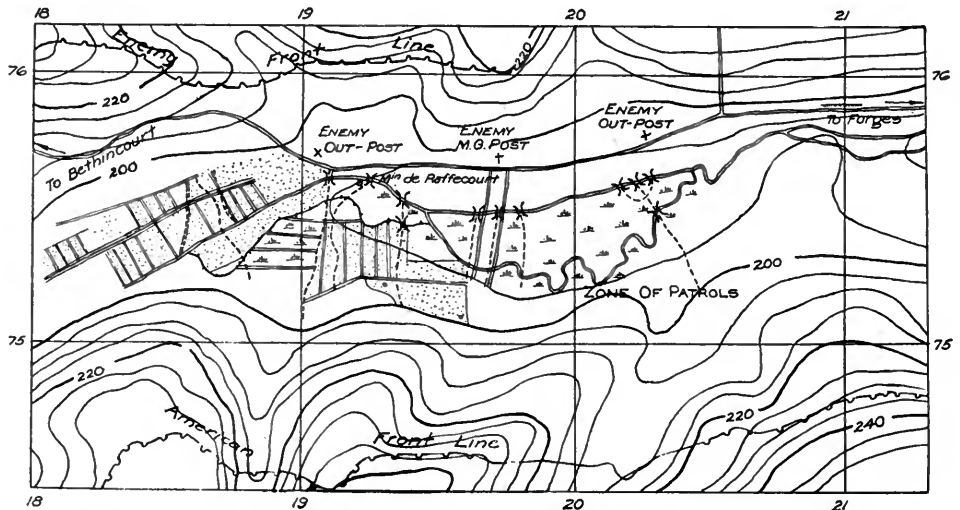 18
19
20
21
76
76
Enemy Front Line
220
220
ENEMY
OUT-POST
ENEMY
M.G. POST
ENEMY
OUT-POST
To Forges
To Bethincourt
200
Min de Raffecourt
200
ZONE OF PATROLS
75
75
220
220
240
American Front Line
18
19
20
21